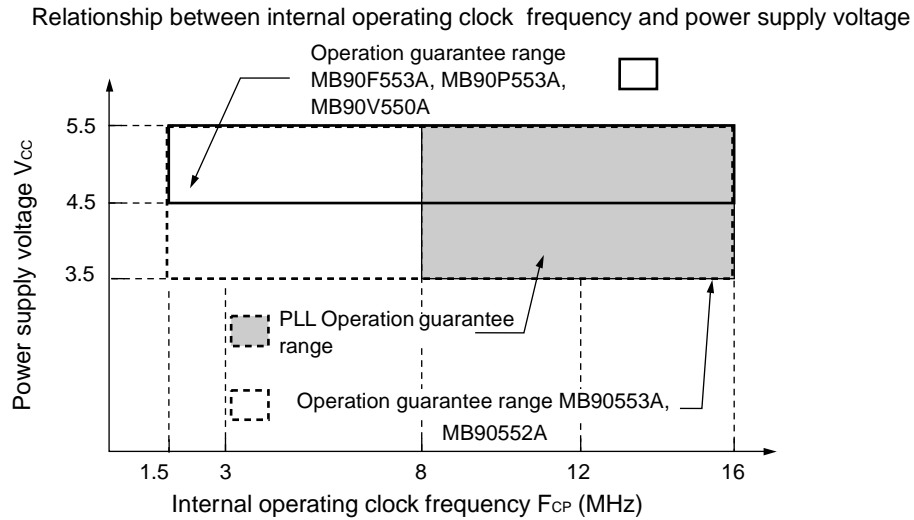 Relationship between internal operating clock frequency and power supply voltage
Operation guarantee range
MB90F553A, MB90P553A,
MB90V550A
Power supply voltage VCC
5.5
4.5
3.5
PLL Operation guarantee
range
Operation guarantee range MB90553A,
MB90552A
1.5
3
8
12
16
Internal operating clock frequency FCP (MHz)